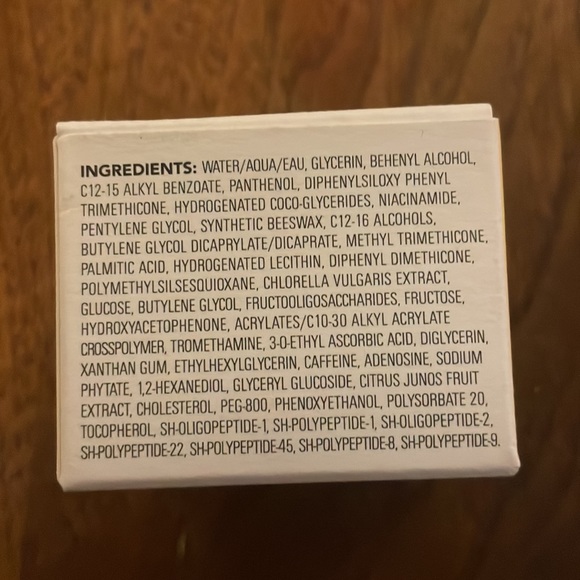 INGREDIENTS: WATER/AQUA/EAU, GLYCERIN, BEHENYL ALCOHOL,
C12-15 ALKYL BENZOATE, PANTHENOL, DIPHENYLSILOXY PHENYL
TRIMETHICONE, HYDROGENATED COCO-GLYCERIDES, NIACINAMIDE,
PENTYLENE GLYCOL, SYNTHETIC BEESWAX, C12-16 ALCOHOLS,
BUTYLENE GLYCOL DICAPRYLATE/DICAPRATE, METHYL TRIMETHICONE,
PALMITIC ACID, HYDROGENATED LECITHIN, DIPHENYL DIMETHICONE,
POLYMETHYLSILSESQUIOXANE, CHLORELLA VULGARIS EXTRACT,
GLUCOSE, BUTYLENE GLYCOL, FRUCTOOLIGOSACCHARIDES, FRUCTOSE,
HYDROXYACETOPHENONE, ACRYLATES/C10-30 ALKYL ACRYLATE
CROSSPOLYMER, TROMETHAMINE, 3-O-ETHYL ASCORBIC ACID, DIGLYCERIN,
XANTHAN GUM, ETHYLHEXYLGLYCERIN, CAFFEINE, ADENOSINE, SODIUM
PHYTATE, 1,2-HEXANEDIOL, GLYCERYL GLUCOSIDE, CITRUS JUNOS FRUIT
EXTRACT, CHOLESTEROL, PEG-800, PHENOXYETHANOL, POLYSORBATE 20,
TOCOPHEROL, SH-OLIGOPEPTIDE-1, SH-POLYPEPTIDE-1, SH-OLIGOPEPTIDE-2,
SH-POLYPEPTIDE-22, SH-POLYPEPTIDE-45, SH-POLYPEPTIDE-8, SH-POLYPEPTIDE-9.